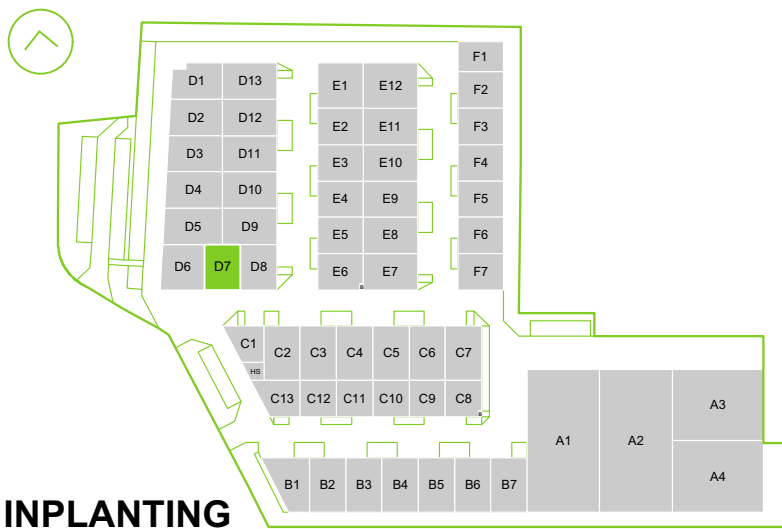 F1
D1 D13 E1 E12 F2
D2 D12 E2 E11 F3
D3 D11 E3 E10 F4
D4 D10 E4 E9 F5
D5 D9 E5 E8 F6
D6 D7 D8 E6 E7 F7
C1 C2 C3 C4 C5 C6 C7
HS
C13 C12 C11 C10 C9 C8
A1 A2 A3
A4
B1 B2 B3 B4 B5 B6 B7
INPLANTING